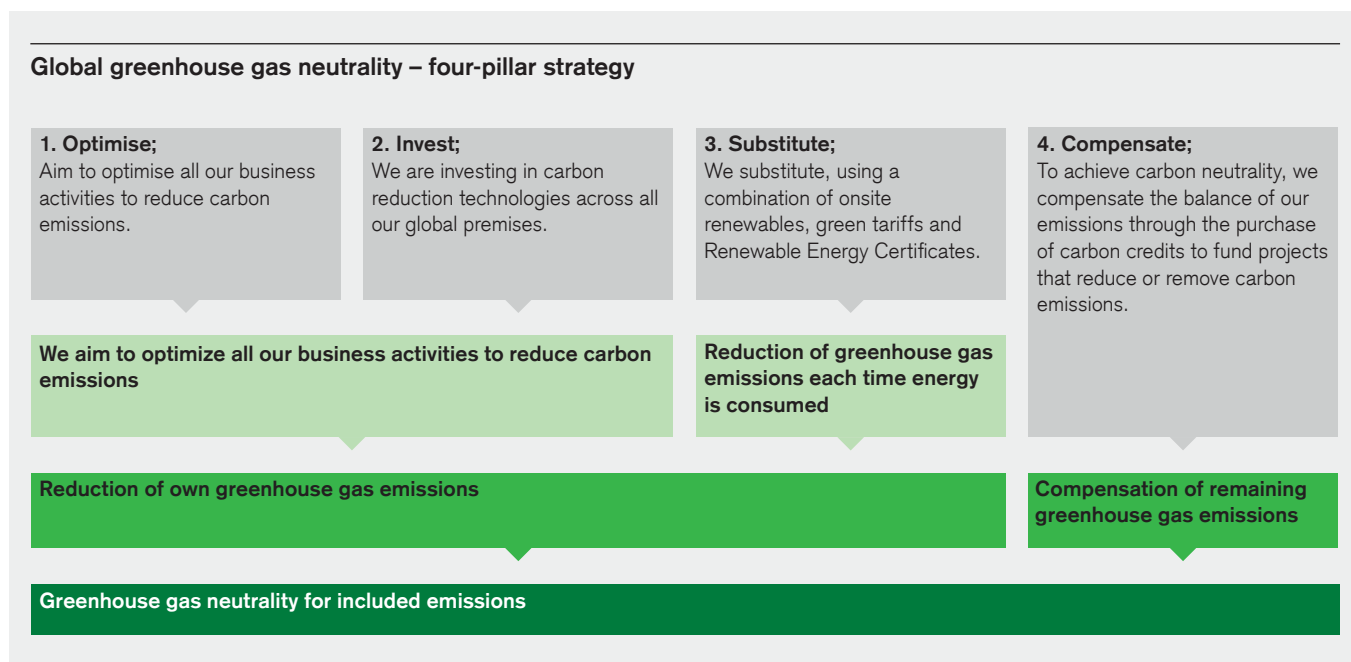 Global greenhouse gas neutrality – four-pillar strategy
1. Optimise;
Aim to optimise all our business
activities to reduce carbon
emissions.
2. Invest;
We are investing in carbon
reduction technologies across all
our global premises.
3. Substitute;
We substitute, using a
combination of onsite
renewables, green tariffs and
Renewable Energy Certificates.
4. Compensate;
To achieve carbon neutrality, we
compensate the balance of our
emissions through the purchase
of carbon credits to fund projects
that reduce or remove carbon
emissions.
We aim to optimize all our business activities to reduce carbon
emissions
Reduction of greenhouse gas
emissions each time energy
is consumed
Reduction of own greenhouse gas emissions
Compensation of remaining
greenhouse gas emissions
Greenhouse gas neutrality for included emissions